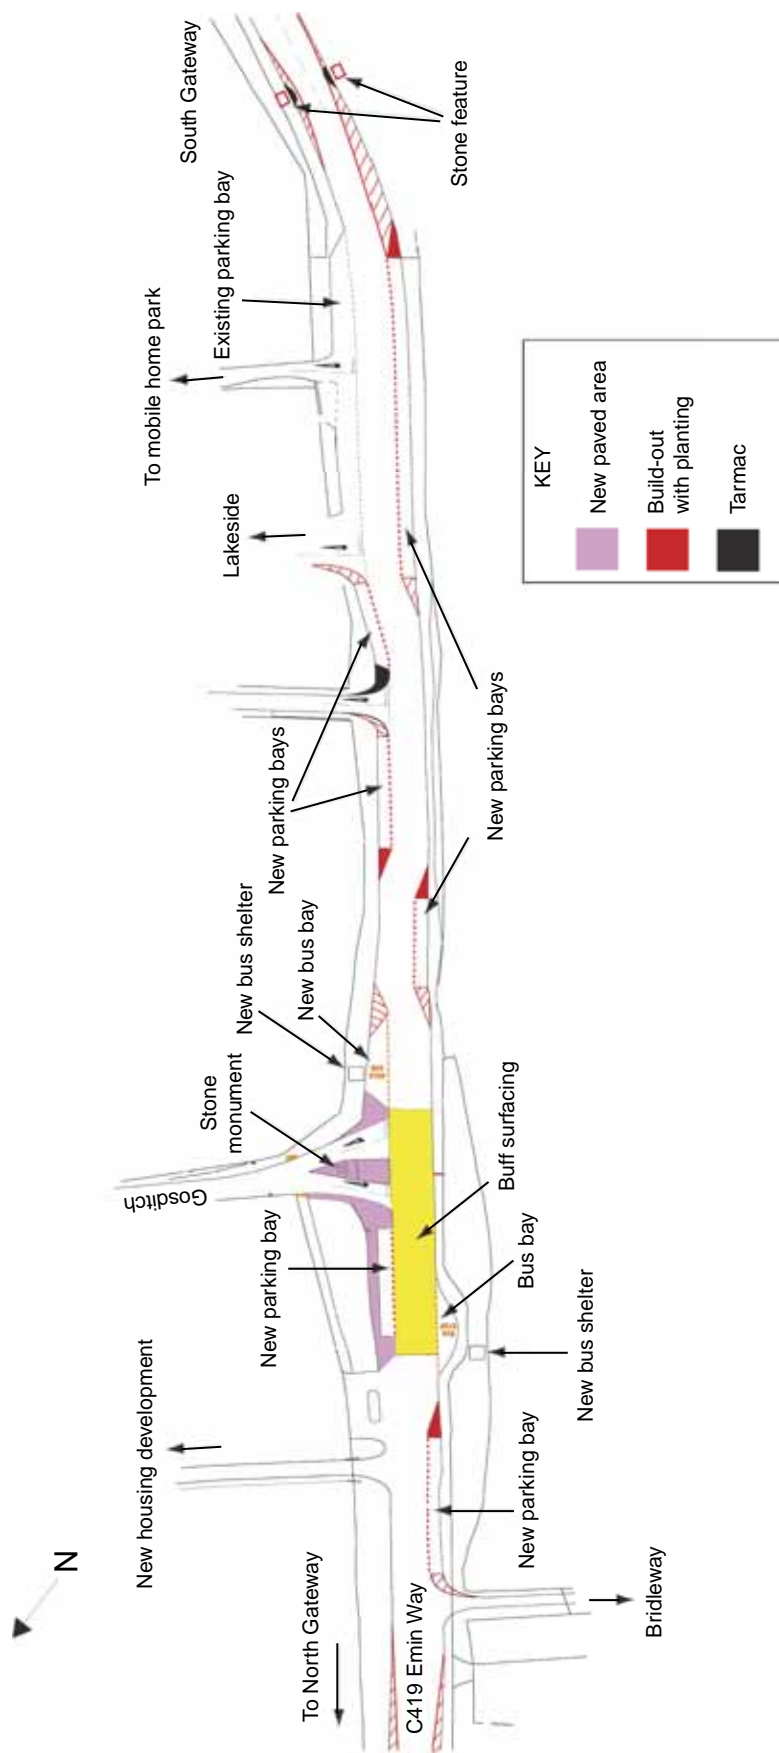 N
To North Gateway
New housing development
New parking bay
Gosditch
Stone
monument
New bus shelter
New bus bay
New parking bays
Lakeside
To mobile home park
Existing parking bay
South Gateway
Stone feature
C419 Emin Way
Bridleway
New parking bay
New bus shelter
Bus bay
Buff surfacing
New parking bays
KEY
New paved area
Build-out
with planting
Tarmac